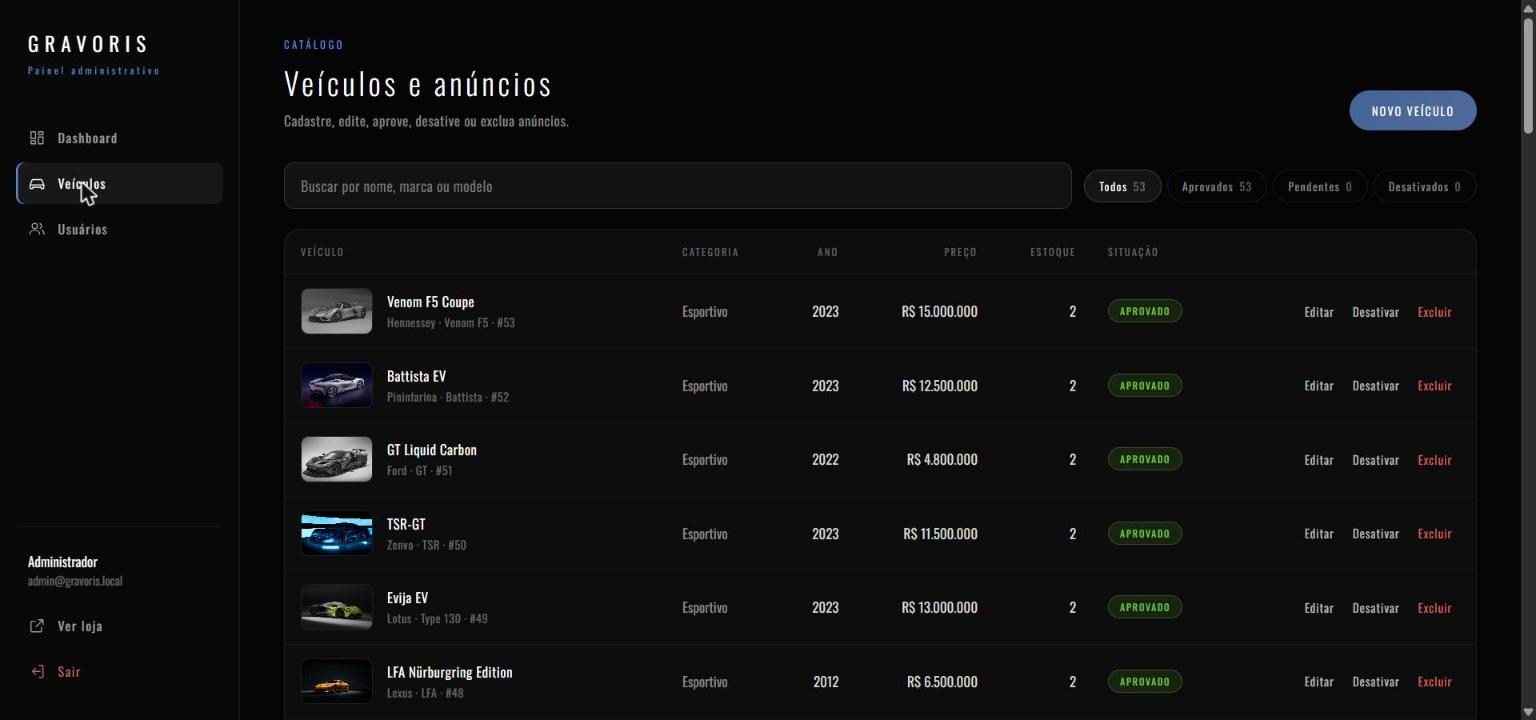 GRAVORIS
Painel administrativo
Dashboard
Veículos
Usuários
Administrador
admin@gravoris.local
Ver loja
Sair
CATÁLOGO
Veículos e anúncios
Cadastre, edite, aprove, desative ou exclua anúncios.
NOVO VEÍCULO
Buscar por nome, marca ou modelo
Todos 53 Aprovados 53 Pendentes 0 Desativados 0
VEÍCULO CATEGORIA ANO PREÇO ESTOQUE SITUAÇÃO
Venom F5 Coupe
Hennessey · Venom F5 · #53
Esportivo 2023 R$ 15.000.000 2 APROVADO Editar Desativar Excluir
Battista EV
Pininfarina · Battista · #52
Esportivo 2023 R$ 12.500.000 2 APROVADO Editar Desativar Excluir
GT Liquid Carbon
Ford · GT · #51
Esportivo 2022 R$ 4.800.000 2 APROVADO Editar Desativar Excluir
TSR-GT
Zenvo · TSR · #50
Esportivo 2023 R$ 11.500.000 2 APROVADO Editar Desativar Excluir
Evija EV
Lotus · Type 130 · #49
Esportivo 2023 R$ 13.000.000 2 APROVADO Editar Desativar Excluir
LFA Nürburgring Edition
Lexus · LFA · #48
Esportivo 2012 R$ 6.500.000 2 APROVADO Editar Desativar Excluir